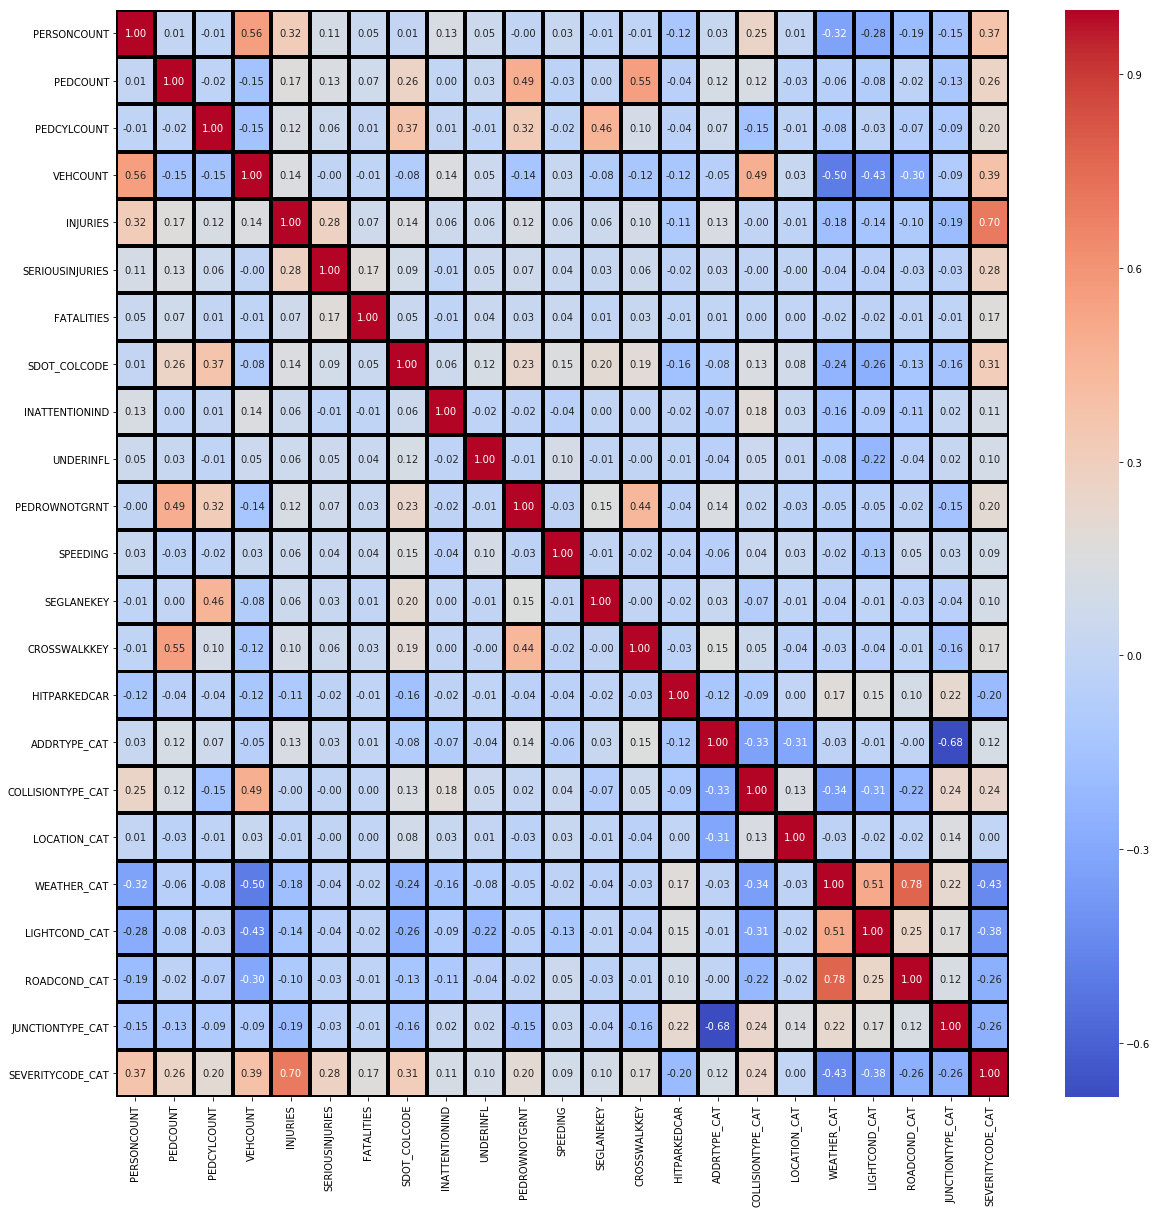 PERSONCOUNT 1.00 0.01 -0.01 0.56 0.32 0.11 0.05 0.01 0.13 0.05 -0.00 0.03 -0.01 -0.01 -0.12 0.03 0.25 0.01 -0.32 -0.28 -0.19 -0.15 0.37
PEDCOUNT 0.01 1.00 -0.02 -0.15 0.17 0.13 0.07 0.26 0.00 0.03 0.49 -0.03 0.00 0.55 -0.04 0.12 0.12 -0.03 -0.06 -0.08 -0.02 -0.13 0.26
PEDCYLCOUNT -0.01 -0.02 1.00 -0.15 0.12 0.06 0.01 0.37 0.01 -0.01 0.32 -0.02 0.46 0.10 -0.04 0.07 -0.15 -0.01 -0.08 -0.03 -0.07 -0.09 0.20
VEHCOUNT 0.56 -0.15 -0.15 1.00 0.14 -0.00 -0.01 -0.08 0.14 0.05 -0.14 0.03 -0.08 -0.12 -0.12 -0.05 0.49 0.03 -0.50 -0.43 -0.30 -0.09 0.39
INJURIES 0.32 0.17 0.12 0.14 1.00 0.28 0.07 0.14 0.06 0.06 0.12 0.06 0.06 0.10 -0.11 0.13 -0.00 -0.01 -0.18 -0.14 -0.10 -0.19 0.70
SERIOUSINJURIES 0.11 0.13 0.06 -0.00 0.28 1.00 0.17 0.09 -0.01 0.05 0.07 0.04 0.03 0.06 -0.02 0.03 -0.00 -0.00 -0.04 -0.04 -0.03 -0.03 0.28
FATALITIES 0.05 0.07 0.01 -0.01 0.07 0.17 1.00 0.05 -0.01 0.04 0.03 0.04 0.01 0.03 -0.01 0.01 0.00 0.00 -0.02 -0.02 -0.01 -0.01 0.17
SDOT_COLCODE 0.01 0.26 0.37 -0.08 0.14 0.09 0.05 1.00 0.06 0.12 0.23 0.15 0.20 0.19 -0.16 -0.08 0.13 0.08 -0.24 -0.26 -0.13 -0.16 0.31
INATTENTIONIND 0.13 0.00 0.01 0.14 0.06 -0.01 -0.01 0.06 1.00 -0.02 -0.02 -0.04 0.00 0.00 -0.02 -0.07 0.18 0.03 -0.16 -0.09 -0.11 0.02 0.11
UNDERINFL 0.05 0.03 -0.01 0.05 0.06 0.05 0.04 0.12 -0.02 1.00 -0.01 0.10 -0.01 -0.00 -0.01 -0.04 0.05 0.01 -0.08 -0.22 -0.04 0.02 0.10
PEDROWNOTGRNT -0.00 0.49 0.32 -0.14 0.12 0.07 0.03 0.23 -0.02 -0.01 1.00 -0.03 0.15 0.44 -0.04 0.14 0.02 -0.03 -0.05 -0.05 -0.02 -0.15 0.20
SPEEDING 0.03 -0.03 -0.02 0.03 0.06 0.04 0.04 0.15 -0.04 0.10 -0.03 1.00 -0.01 -0.02 -0.04 -0.06 0.04 0.03 -0.02 -0.13 0.05 0.03 0.09
SEGLANEKEY -0.01 0.00 0.46 -0.08 0.06 0.03 0.01 0.20 0.00 -0.01 0.15 -0.01 1.00 -0.00 -0.02 0.03 -0.07 -0.01 -0.04 -0.01 -0.03 -0.04 0.10
CROSSWALKKEY -0.01 0.55 0.10 -0.12 0.10 0.06 0.03 0.19 0.00 -0.00 0.44 -0.02 -0.00 1.00 -0.03 0.15 0.05 -0.04 -0.03 -0.04 -0.01 -0.16 0.17
HITPARKEDCAR -0.12 -0.04 -0.04 -0.12 -0.11 -0.02 -0.01 -0.16 -0.02 -0.01 -0.04 -0.04 -0.02 -0.03 1.00 -0.12 -0.09 0.00 0.17 0.15 0.10 0.22 -0.20
ADDRTYPE_CAT 0.03 0.12 0.07 -0.05 0.13 0.03 0.01 -0.08 -0.07 -0.04 0.14 -0.06 0.03 0.15 -0.12 1.00 -0.33 -0.31 -0.03 -0.01 -0.00 -0.68 0.12
COLLISIONTYPE_CAT 0.25 0.12 -0.15 0.49 -0.00 -0.00 0.00 0.13 0.18 0.05 0.02 0.04 -0.07 0.05 -0.09 -0.33 1.00 0.13 -0.34 -0.31 -0.22 0.24 0.24
LOCATION_CAT 0.01 -0.03 -0.01 0.03 -0.01 -0.00 0.00 0.08 0.03 0.01 -0.03 0.03 -0.01 -0.04 0.00 -0.31 0.13 1.00 -0.03 -0.02 -0.02 0.14 0.00
WEATHER_CAT -0.32 -0.06 -0.08 -0.50 -0.18 -0.04 -0.02 -0.24 -0.16 -0.08 -0.05 -0.02 -0.04 -0.03 0.17 -0.03 -0.34 -0.03 1.00 0.51 0.78 0.22 -0.43
LIGHTCOND_CAT -0.28 -0.08 -0.03 -0.43 -0.14 -0.04 -0.02 -0.26 -0.09 -0.22 -0.05 -0.13 -0.01 -0.04 0.15 -0.01 -0.31 -0.02 0.51 1.00 0.25 0.17 -0.38
ROADCOND_CAT -0.19 -0.02 -0.07 -0.30 -0.10 -0.03 -0.01 -0.13 -0.11 -0.04 -0.02 0.05 -0.03 -0.01 0.10 -0.00 -0.22 -0.02 0.78 0.25 1.00 0.12 -0.26
JUNCTIONTYPE_CAT -0.15 -0.13 -0.09 -0.09 -0.19 -0.03 -0.01 -0.16 0.02 0.02 -0.15 0.03 -0.04 -0.16 0.22 -0.68 0.24 0.14 0.22 0.17 0.12 1.00 -0.26
SEVERITYCODE_CAT 0.37 0.26 0.20 0.39 0.70 0.28 0.17 0.31 0.11 0.10 0.20 0.09 0.10 0.17 -0.20 0.12 0.24 0.00 -0.43 -0.38 -0.26 -0.26 1.00
PERSONCOUNT
PEDCOUNT
PEDCYLCOUNT
VEHCOUNT
INJURIES
SERIOUSINJURIES
FATALITIES
SDOT_COLCODE
INATTENTIONIND
UNDERINFL
PEDROWNOTGRNT
SPEEDING
SEGLANEKEY
CROSSWALKKEY
HITPARKEDCAR
ADDRTYPE_CAT
COLLISIONTYPE_CAT
LOCATION_CAT
WEATHER_CAT
LIGHTCOND_CAT
ROADCOND_CAT
JUNCTIONTYPE_CAT
SEVERITYCODE_CAT
0.9
0.6
0.3
0.0
−0.3
−0.6